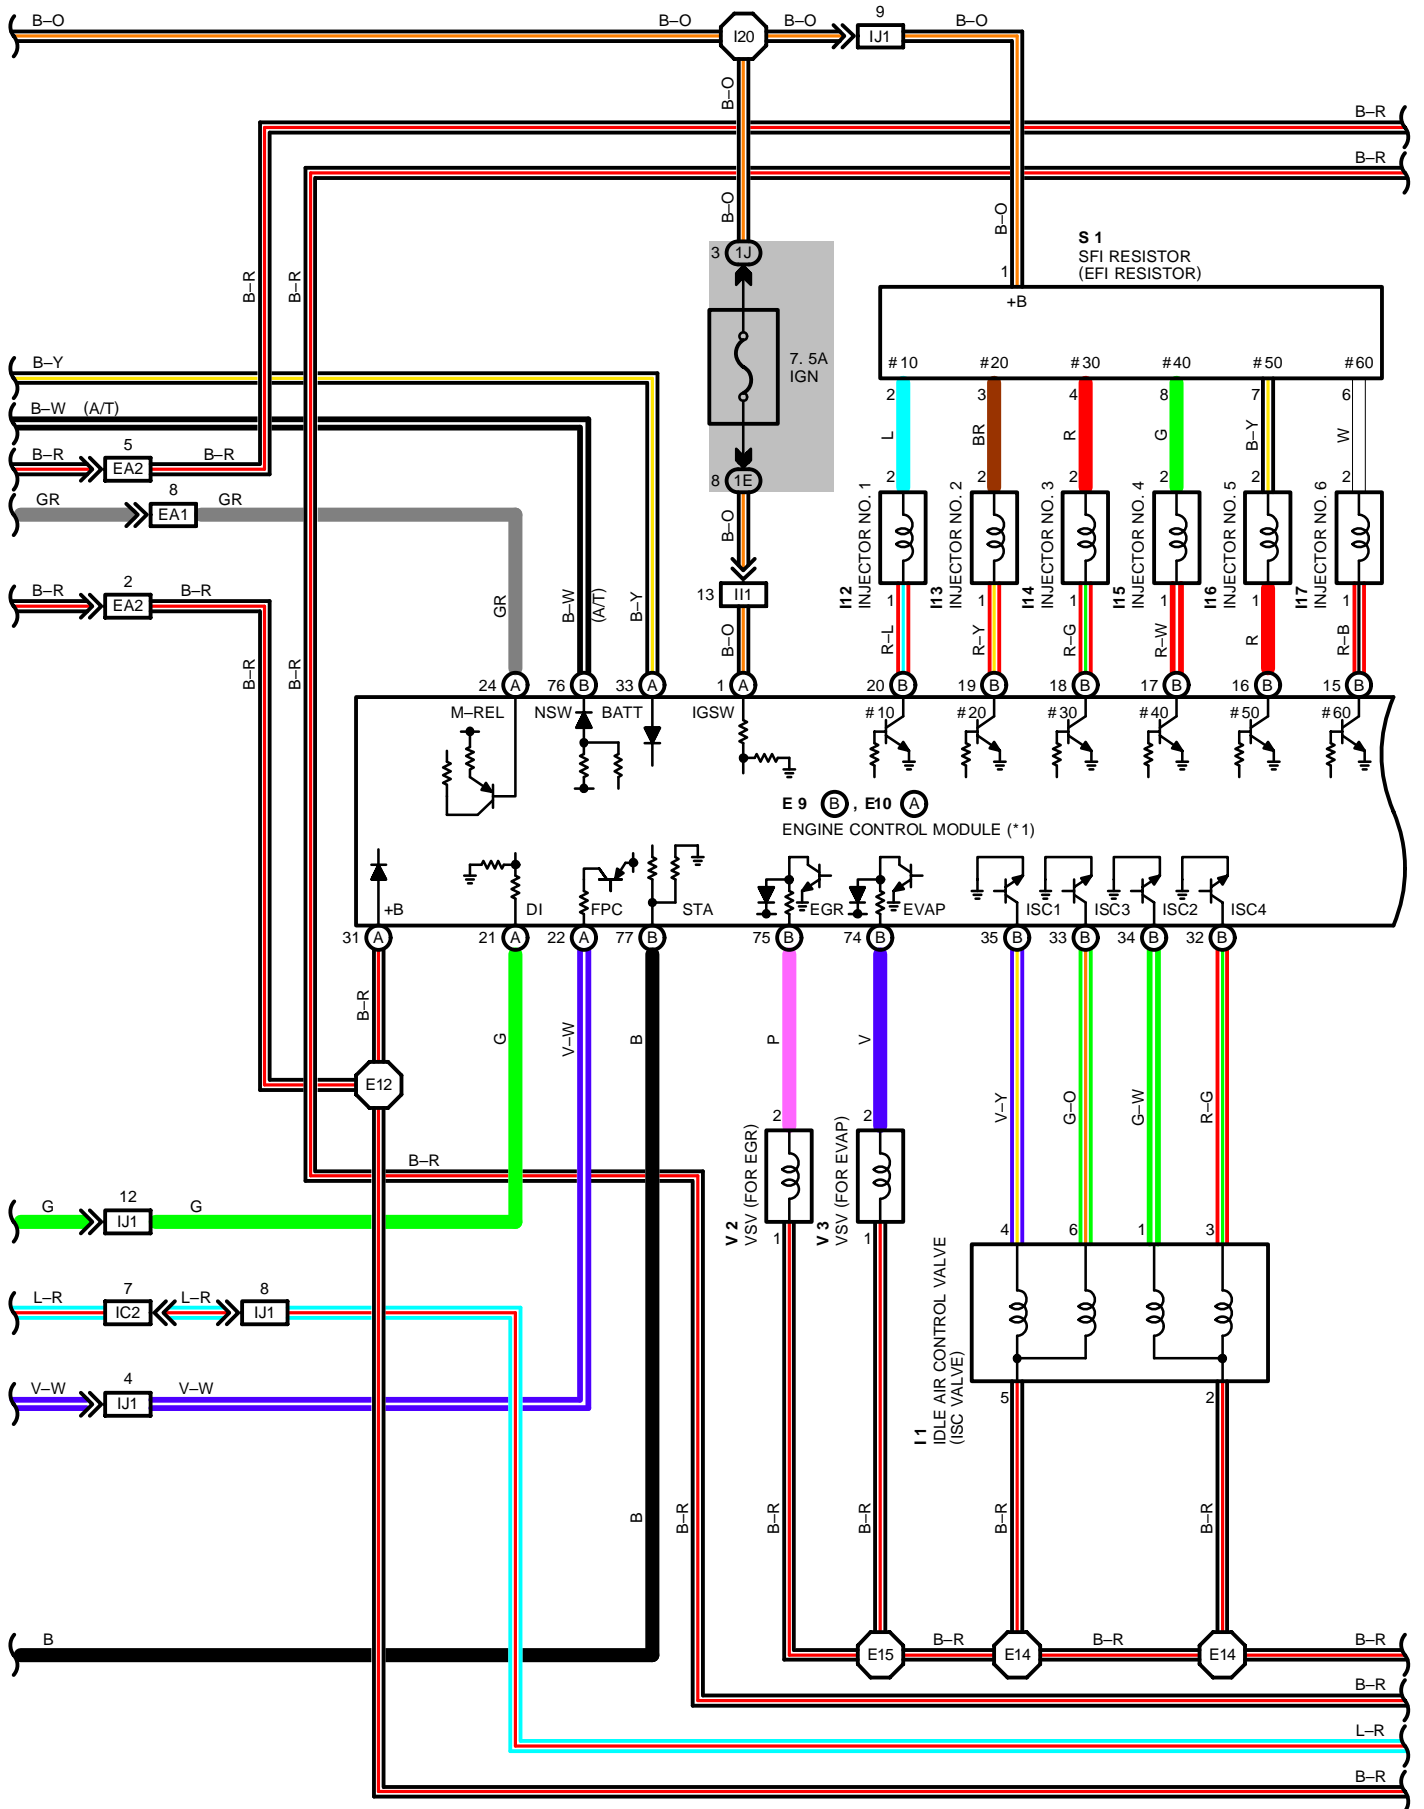 B–O
B–O
I20
B–O
9
IJ1
B–O
B–O
B–R
B–R
B–O
B–O
B–R
B–R
3
1J
7. 5A
IGN
8
1E
B–O
13
II1
B–O
S 1
SFI RESISTOR
(EFI RESISTOR)
1
+B
#10
#20
#30
#40
#50
#60
2
3
4
8
7
6
L
BR
R
G
B–Y
W
2
2
2
2
2
2
I12
INJECTOR NO. 1
I13
INJECTOR NO. 2
I14
INJECTOR NO. 3
I15
INJECTOR NO. 4
I16
INJECTOR NO. 5
I17
INJECTOR NO. 6
1
1
1
1
1
1
R–L
R–Y
R–G
R–W
R
R–B
B–Y
B–W (A/T)
B–R
5
EA2
B–R
GR
8
EA1
GR
B–R
2
EA2
B–R
B–R
B–R
GR
B–W
(A/T)
B–Y
24
A
76
B
33
A
1
A
20
B
19
B
18
B
17
B
16
B
15
B
M–REL
NSW
BATT
IGSW
#10
#20
#30
#40
#50
#60
E 9 B , E10 A
ENGINE CONTROL MODULE (*1)
+B
DI
FPC
STA
EGR
EVAP
ISC1
ISC3
ISC2
ISC4
31
A
21
A
22
A
77
B
75
B
74
B
35
B
33
B
34
B
32
B
B–R
G
V–W
B
P
V
V–Y
G–O
G–W
R–G
E12
B–R
2
2
V 2
VSV (FOR EGR)
V 3
VSV (FOR EVAP)
1
1
G
12
IJ1
G
4
6
1
3
I 1
IDLE AIR CONTROL VALVE
(ISC VALVE)
5
2
L–R
7
IC2
L–R
8
IJ1
V–W
4
IJ1
V–W
B
B–R
B–R
B–R
B–R
B–R
B
E15
B–R
E14
B–R
E14
B–R
B–R
L–R
B–R